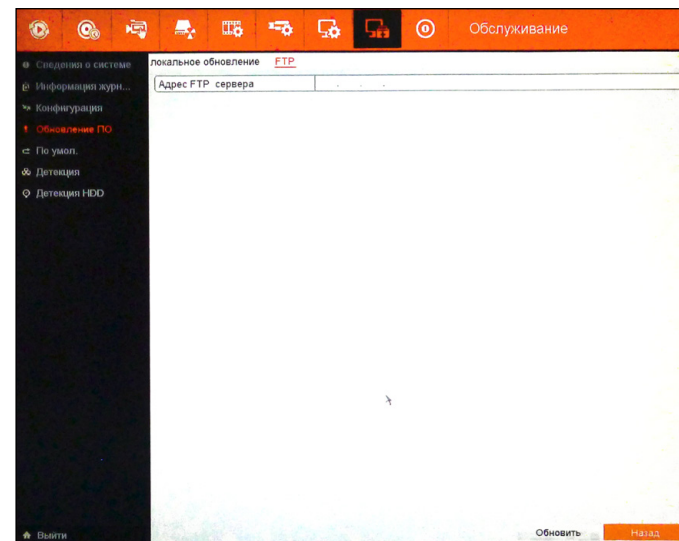 Обслуживание
Сведения о системе
Информация журн...
Конфигурация
Обновление ПО
По умол.
Детекция
Детекция HDD
Выйти
локальное обновление FTP
Адрес FTP сервера . . .
Обновить Назад